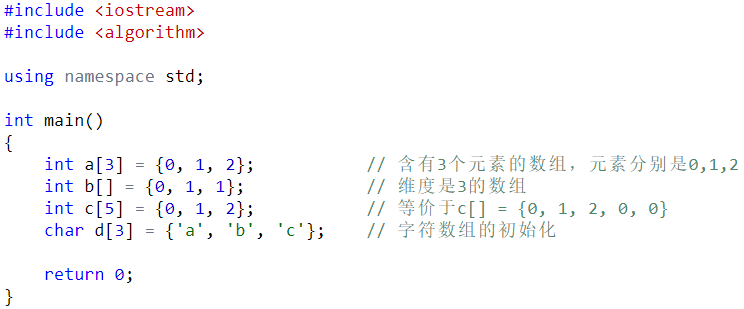 #include <iostream>
#include <algorithm>
using namespace std;
int main()
{
    int a[3] = {0, 1, 2};           // 含有3个元素的数组，元素分别是0,1,2
    int b[] = {0, 1, 1};            // 维度是3的数组
    int c[5] = {0, 1, 2};           // 等价于c[] = {0, 1, 2, 0, 0}
    char d[3] = {'a', 'b', 'c'};    // 字符数组的初始化
    return 0;
}